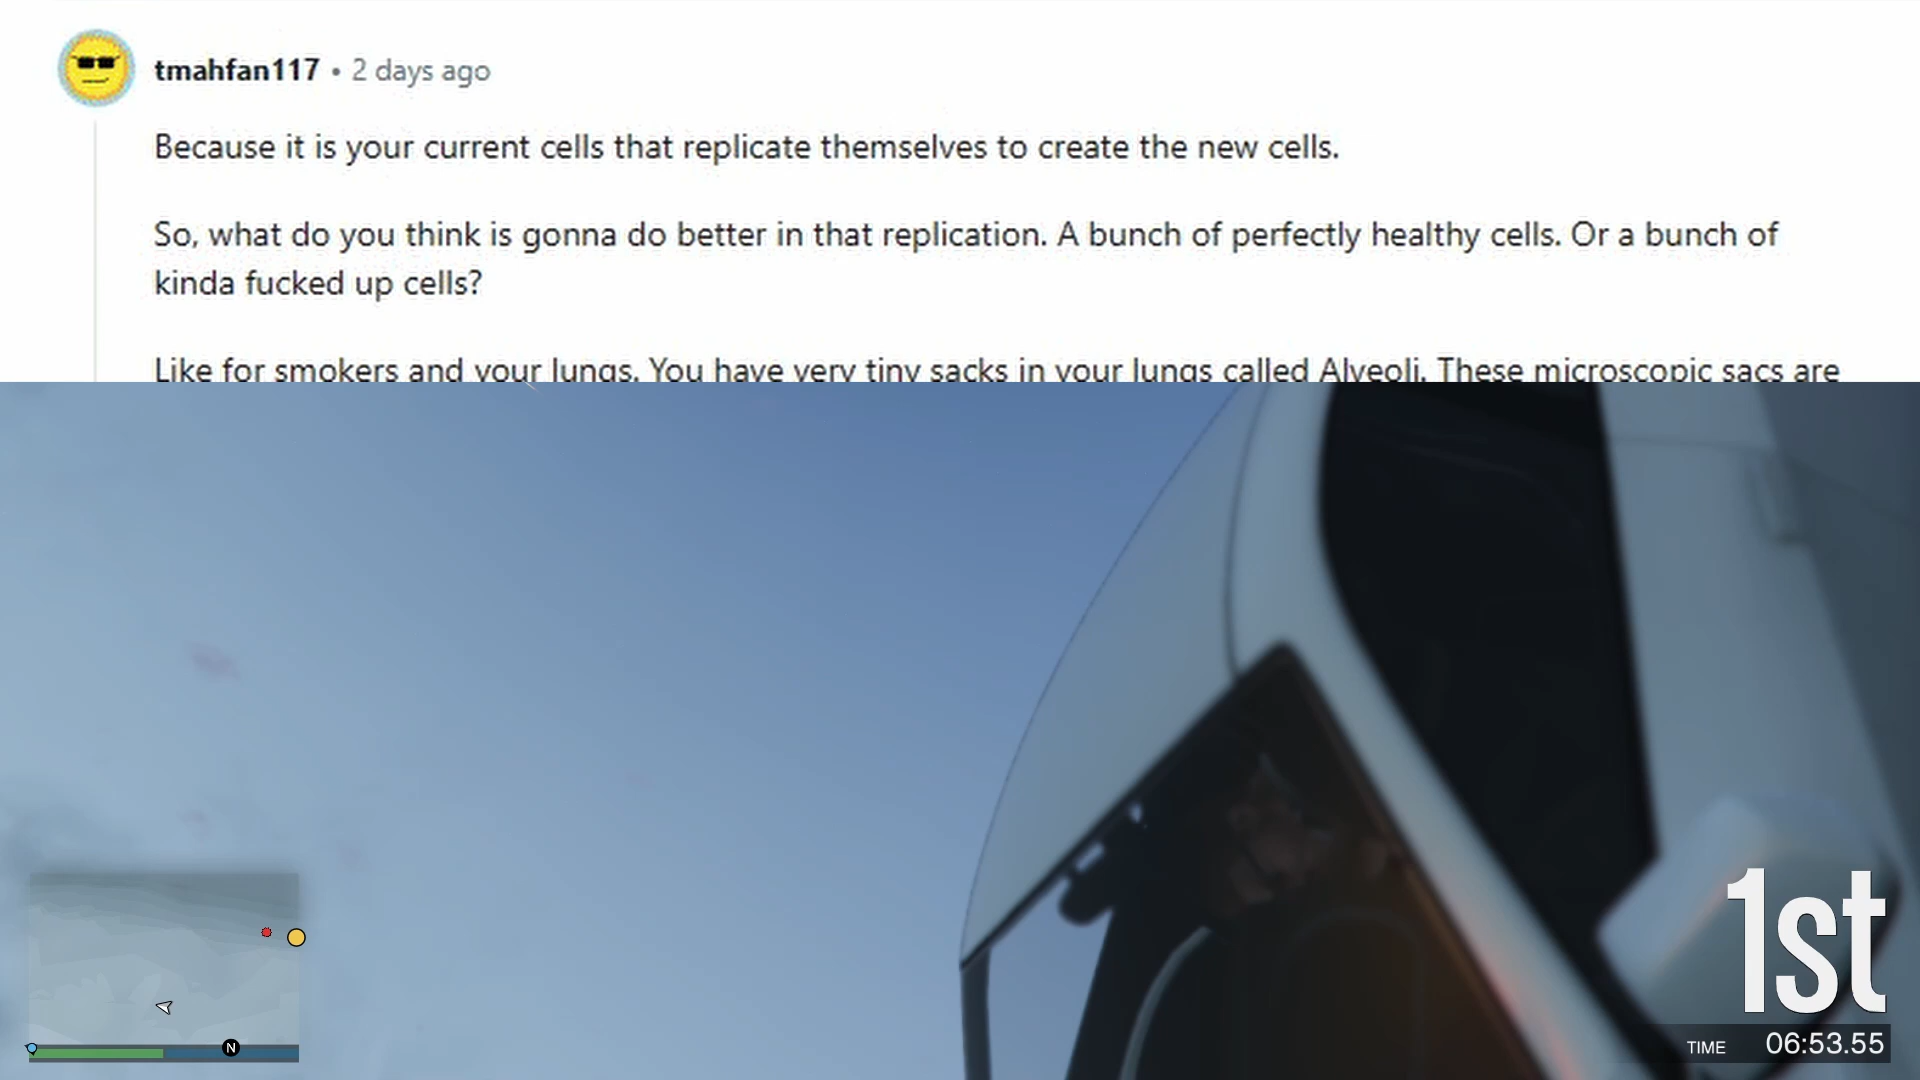 tmahfan117 • 2 days ago
Because it is your current cells that replicate themselves to create the new cells.
So, what do you think is gonna do better in that replication. A bunch of perfectly healthy cells. Or a bunch of
kinda fucked up cells?
Like for smokers and your lungs. You have very tiny sacks in your lungs called Alveoli. These microscopic sacs are
N
1st
TIME 06:53.55